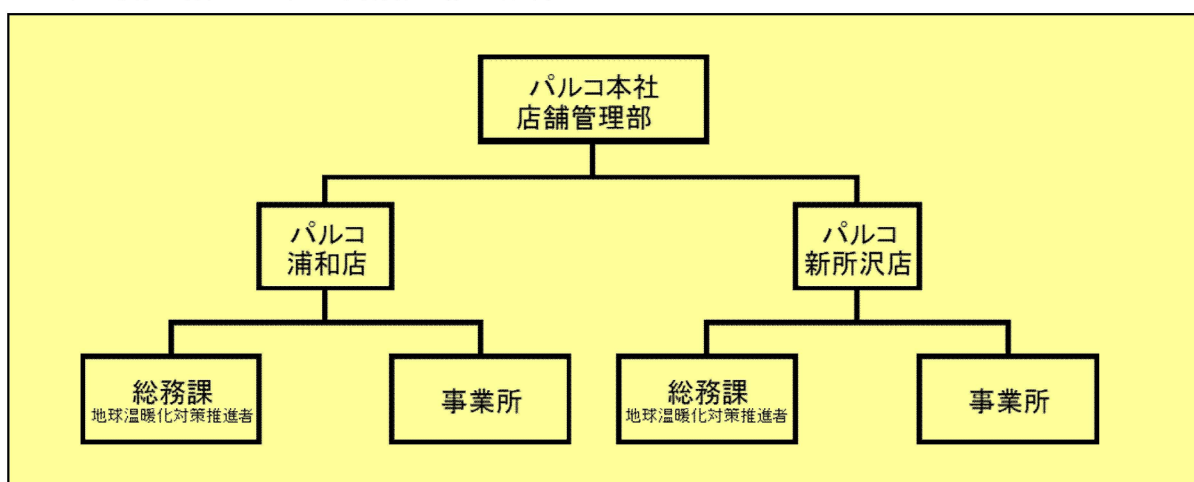 パルコ本社
店舗管理部
パルコ
浦和店
パルコ
新所沢店
総務課
地球温暖化対策推進者
事業所
総務課
地球温暖化対策推進者
事業所